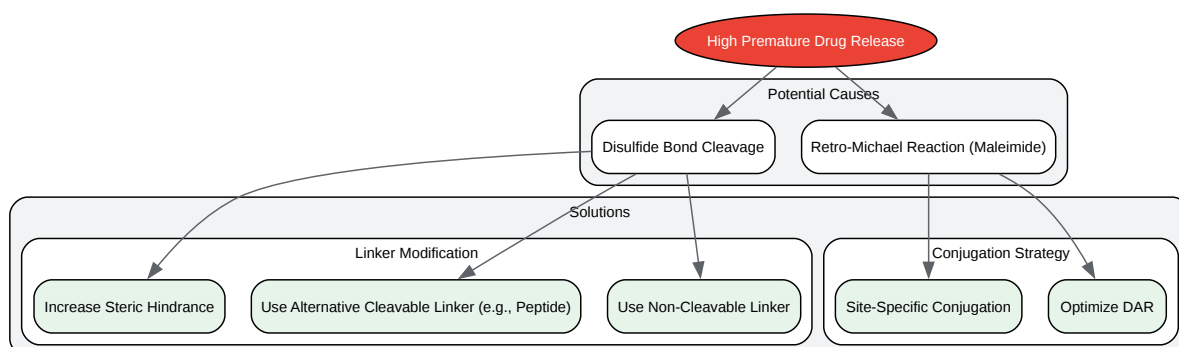 High Premature Drug Release
Potential Causes
Disulfide Bond Cleavage
Retro-Michael Reaction (Maleimide)
Solutions
Linker Modification
Conjugation Strategy
Increase Steric Hindrance
Use Alternative Cleavable Linker (e.g., Peptide)
Use Non-Cleavable Linker
Site-Specific Conjugation
Optimize DAR